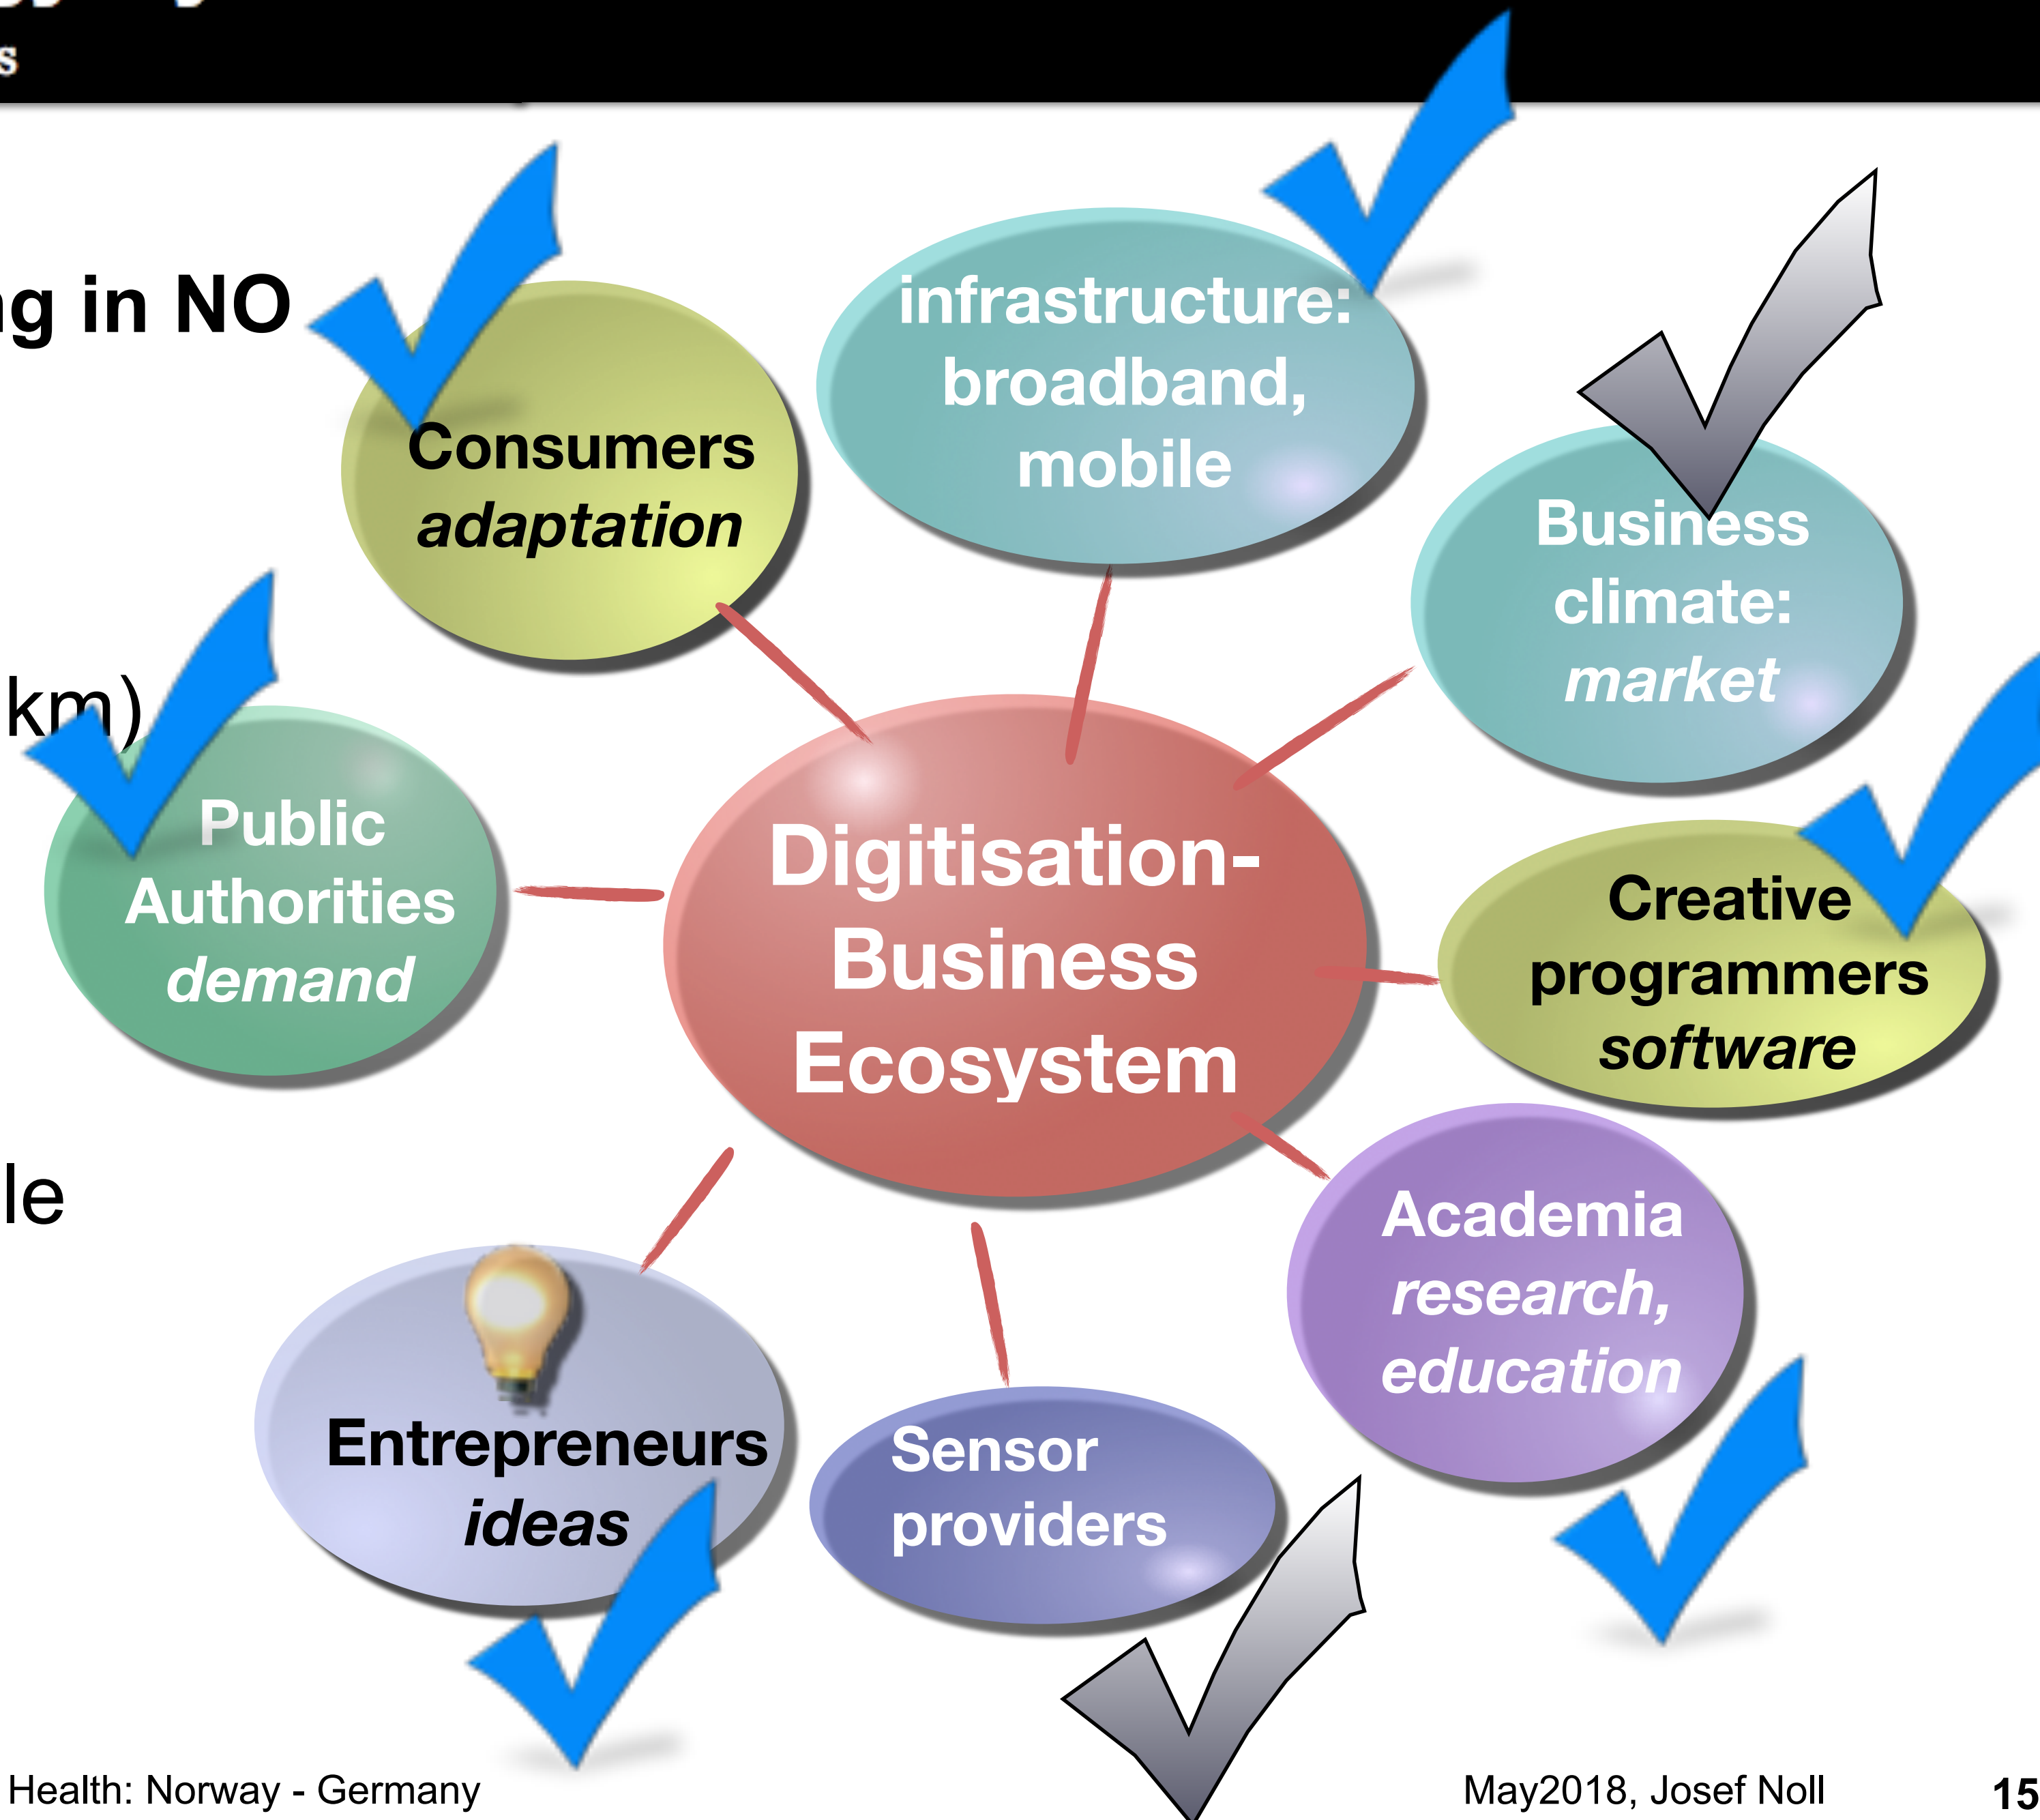 s
ng in NO
km)
le
Consumers
adaptation
infrastructure:
broadband,
mobile
Business
climate:
market
Public
Authorities
demand
Digitisation-
Business
Ecosystem
Creative
programmers
software
Academia
research,
education
Entrepreneurs
ideas
Sensor
providers
Health: Norway - Germany
May2018, Josef Noll
15